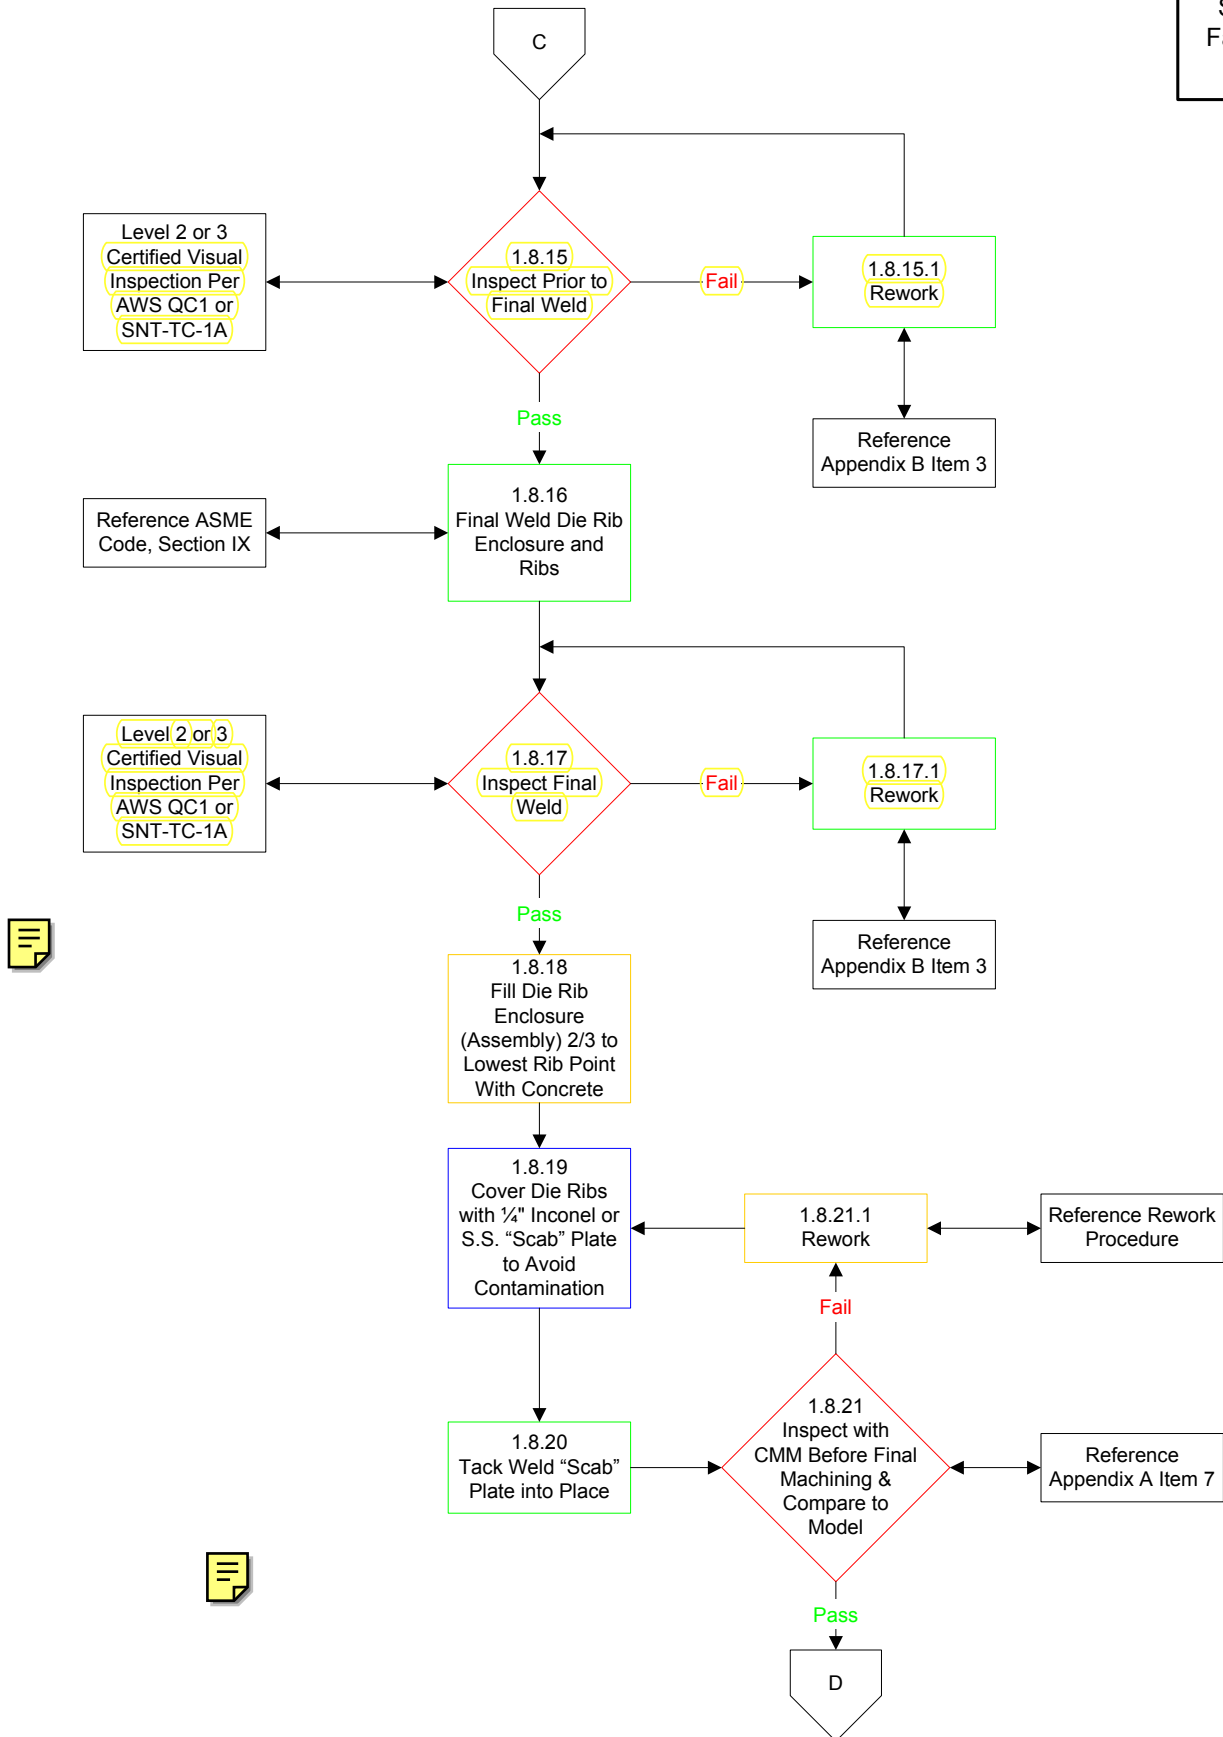 C
S
Fa
Level 2 or 3
Certified Visual
Inspection Per
AWS QC1 or
SNT-TC-1A
1.8.15
Inspect Prior to
Final Weld
Fail
1.8.15.1
Rework
Pass
Reference
Appendix B Item 3
Reference ASME
Code, Section IX
1.8.16
Final Weld Die Rib
Enclosure and
Ribs
Level 2 or 3
Certified Visual
Inspection Per
AWS QC1 or
SNT-TC-1A
1.8.17
Inspect Final
Weld
Fail
1.8.17.1
Rework
Pass
Reference
Appendix B Item 3
1.8.18
Fill Die Rib
Enclosure
(Assembly) 2/3 to
Lowest Rib Point
With Concrete
1.8.19
Cover Die Ribs
with ¼" Inconel or
S.S. “Scab” Plate
to Avoid
Contamination
1.8.21.1
Rework
Reference Rework
Procedure
Fail
1.8.20
Tack Weld “Scab”
Plate into Place
1.8.21
Inspect with
CMM Before Final
Machining &
Compare to
Model
Reference
Appendix A Item 7
Pass
D